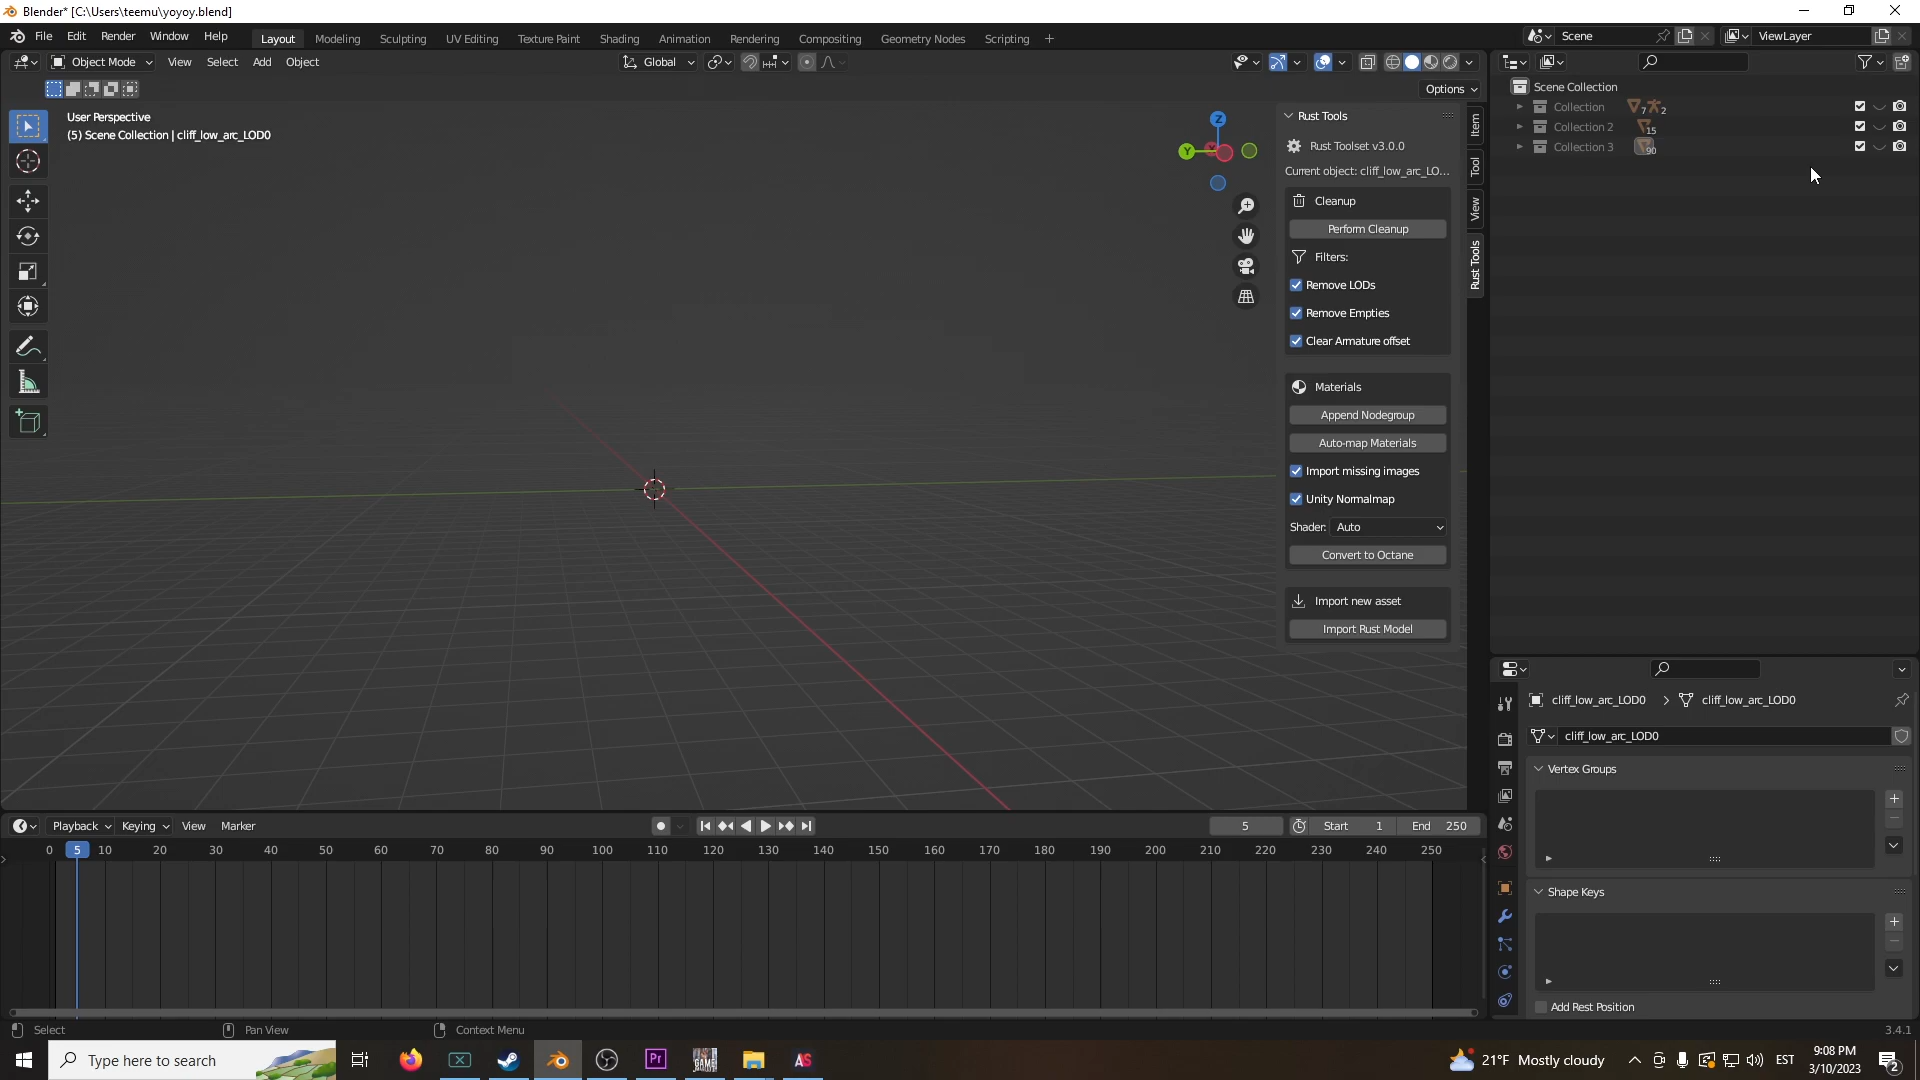 Blender* [C:\Users\teemu\yoyoy.blend]
File Edit Render Window Help Layout Modeling Sculpting UV Editing Texture Paint Shading Animation Rendering Compositing Geometry Nodes Scripting + Scene ViewLayer
Object Mode View Select Add Object Global
Options
User Perspective
(5) Scene Collection | cliff_low_arc_LOD0
Z
Y
X
Rust Tools
Rust Toolset v3.0.0
Current object: cliff_low_arc_LO...
Cleanup
Perform Cleanup
Filters:
Remove LODs
Remove Empties
Clear Armature offset
Materials
Append Nodegroup
Auto-map Materials
Import missing images
Unity Normalmap
Shader: Auto
Convert to Octane
Import new asset
Import Rust Model
Item
Tool
View
Rust Tools
Scene Collection
Collection 7 2
Collection 2 15
Collection 3 90
cliff_low_arc_LOD0 cliff_low_arc_LOD0
cliff_low_arc_LOD0
Vertex Groups
Shape Keys
Add Rest Position
Playback Keying View Marker 5 Start 1 End 250
0 5 10 20 30 40 50 60 70 80 90 100 110 120 130 140 150 160 170 180 190 200 210 220 230 240 250
Select Pan View Context Menu 3.4.1
Type here to search Pr GAME AS 21°F Mostly cloudy EST 9:08 PM
3/10/2023 2